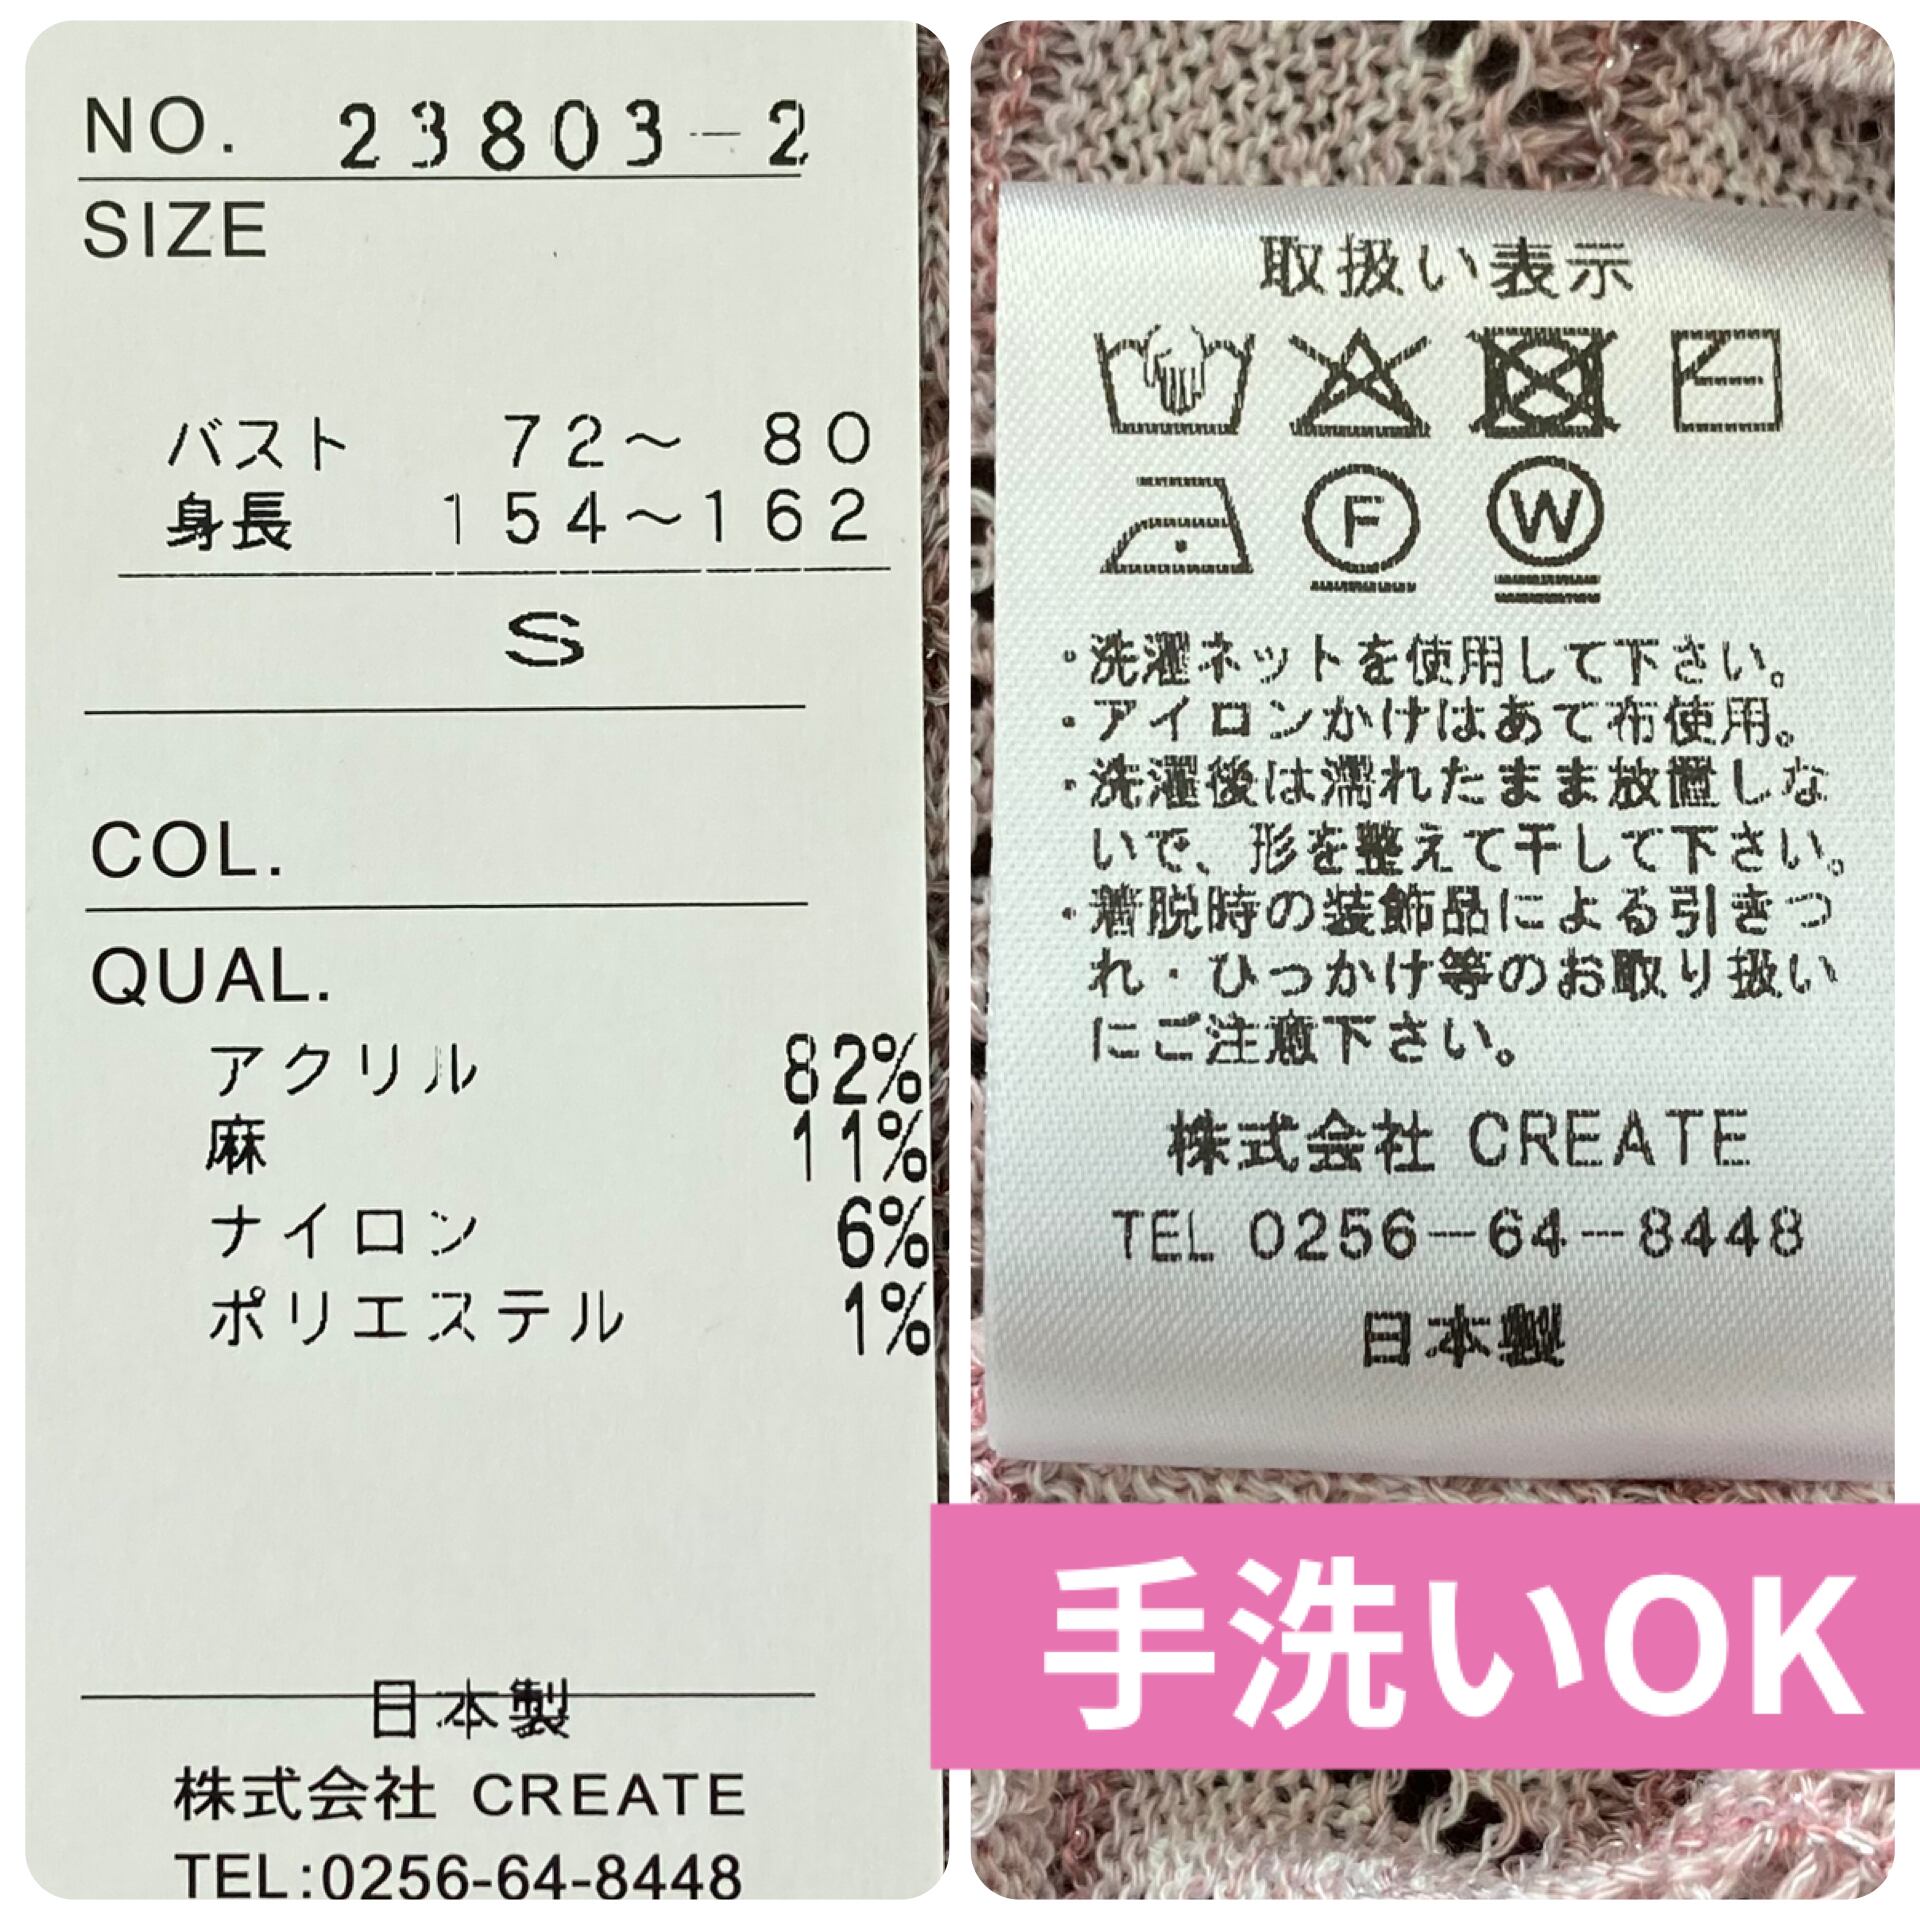 NO. 23803-2
SIZE
バスト 72～ 80
身長 154～162
S
COL.
QUAL.
アクリル 82%
麻 11%
ナイロン 6%
ポリエステル 1%
日本製
株式会社 CREATE
TEL:0256-64-8448
取扱い表示
F W
・洗濯ネットを使用して下さい。
・アイロンかけはあて布使用。
・洗濯後は濡れたまま放置しな
いで、形を整えて干して下さい。
・着脱時の装飾品による引きつ
れ・ひっかけ等のお取り扱い
にご注意下さい。
株式会社 CREATE
TEL 0256-64-8448
日本製
手洗いOK